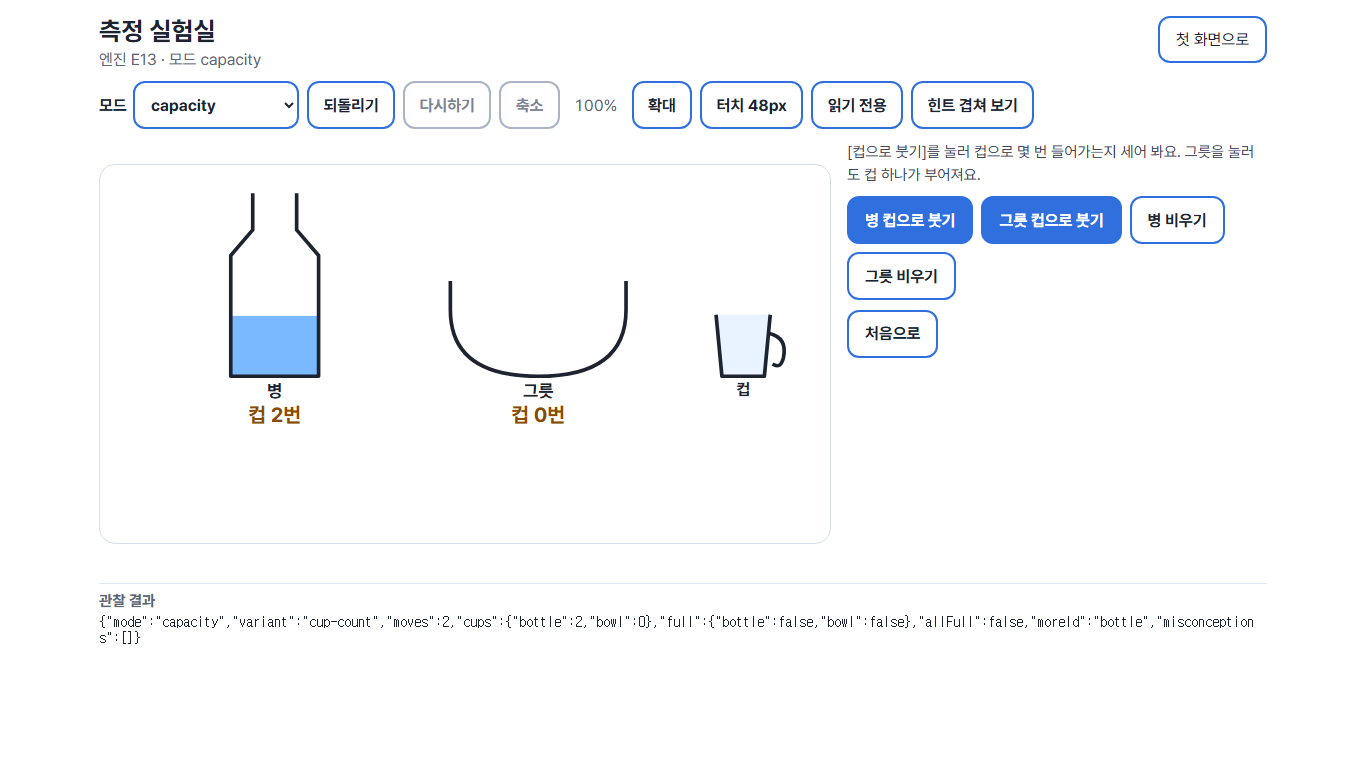 측정 실험실
엔진 E13 · 모드 capacity
첫 화면으로
모드 capacity 되돌리기 다시하기 축소 100% 확대 터치 48px 읽기 전용 힌트 겹쳐 보기
[컵으로 붓기]를 눌러 컵으로 몇 번 들어가는지 세어 봐요. 그릇을 눌러
도 컵 하나가 부어져요.
병 컵으로 붓기 그릇 컵으로 붓기 병 비우기
그릇 비우기
처음으로
병 그릇 컵
컵 2번 컵 0번
관찰 결과
{"mode":"capacity","variant":"cup-count","moves":2,"cups":{"bottle":2,"bowl":0},"full":{"bottle":false,"bowl":false},"allFull":false,"moreId":"bottle","misconception
s":[]}